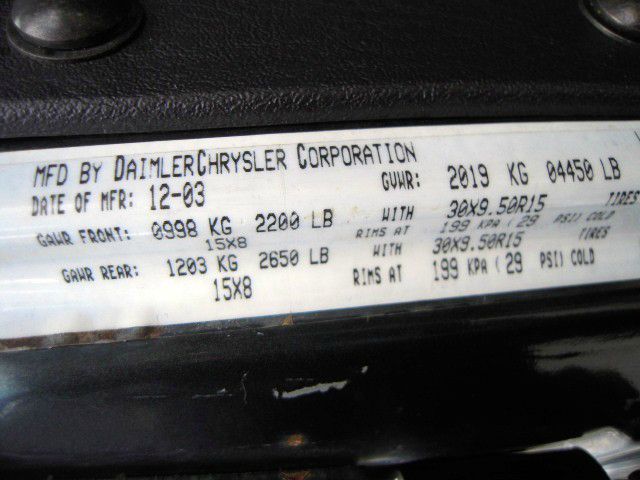 MFD BY DAIMLERCHRYSLER CORPORATION
DATE OF MFR: 12-03 GVWR: 2019 KG 04450 LB
GAWR FRONT: 0998 KG 2200 LB WITH 30X9.50R15 TIRES
15X8 RIMS AT 199 KPA ( 29 PSI) COLD
GAWR REAR: 1203 KG 2650 LB WITH 30X9.50R15 TIRES
15X8 RIMS AT 199 KPA ( 29 PSI) COLD